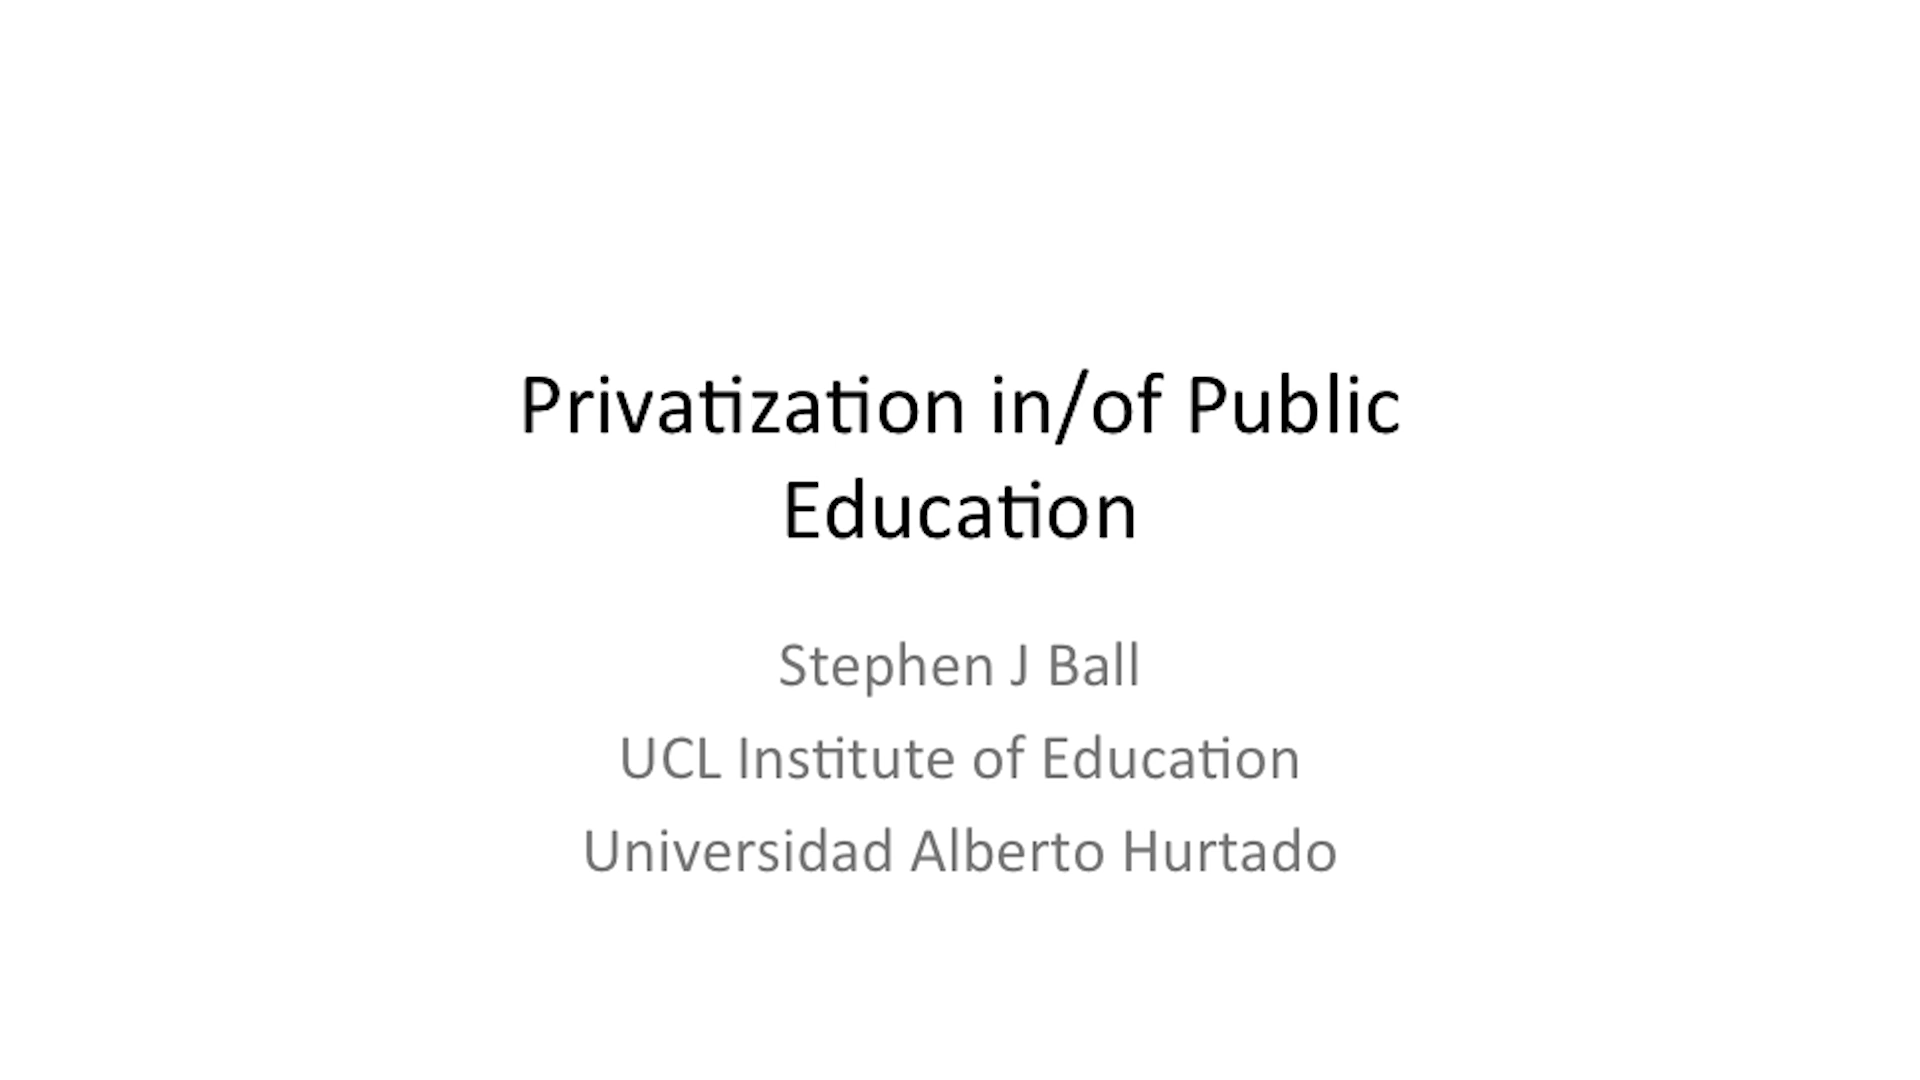 Privatization in/of Public
Education
Stephen J Ball
UCL Institute of Education
Universidad Alberto Hurtado